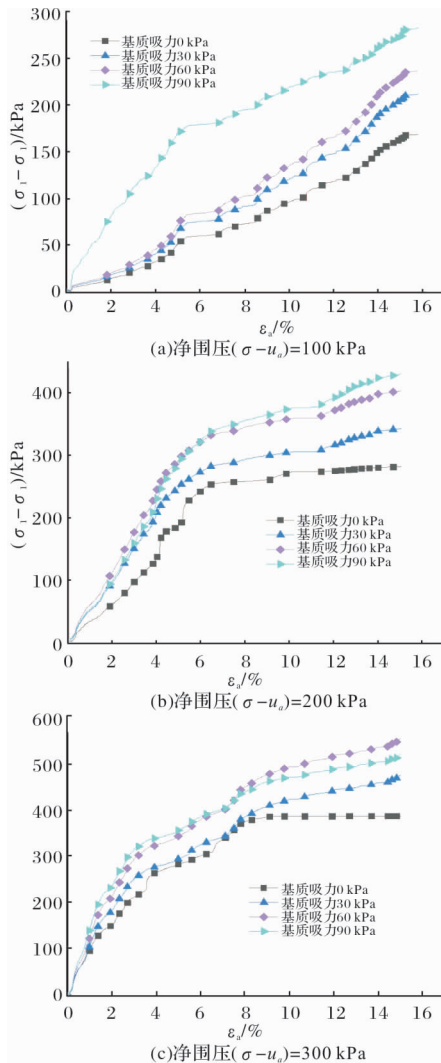 300
250
200
150
100
50
0
(σ₁-σ₁)/kPa
基质吸力0 kPa
基质吸力30 kPa
基质吸力60 kPa
基质吸力90 kPa
0 2 4 6 8 10 12 14 16
εₐ/%
(a)净围压(σ-uₐ)=100 kPa
400
300
200
100
0
(σ₁-σ₁)/kPa
基质吸力0 kPa
基质吸力30 kPa
基质吸力60 kPa
基质吸力90 kPa
0 2 4 6 8 10 12 14 16
εₐ/%
(b)净围压(σ-uₐ)=200 kPa
600
500
400
300
200
100
0
(σ₁-σ₁)/kPa
基质吸力0 kPa
基质吸力30 kPa
基质吸力60 kPa
基质吸力90 kPa
0 2 4 6 8 10 12 14 16
εₐ/%
(c)净围压(σ-uₐ)=300 kPa